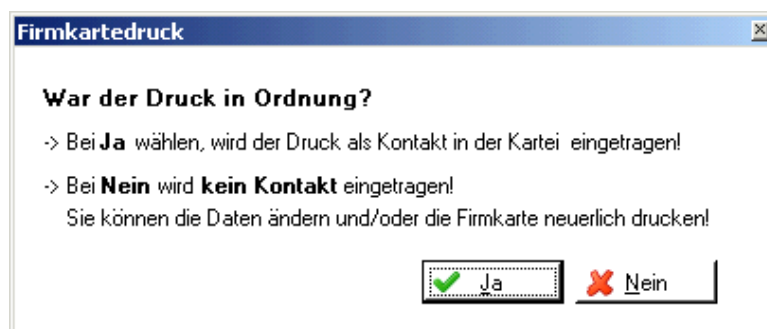 Firmkartedruck
War der Druck in Ordnung?
-> Bei Ja wählen, wird der Druck als Kontakt in der Kartei eingetragen!
-> Bei Nein wird kein Kontakt eingetragen!
Sie können die Daten ändern und/oder die Firmkarte neuerlich drucken!
Ja Nein